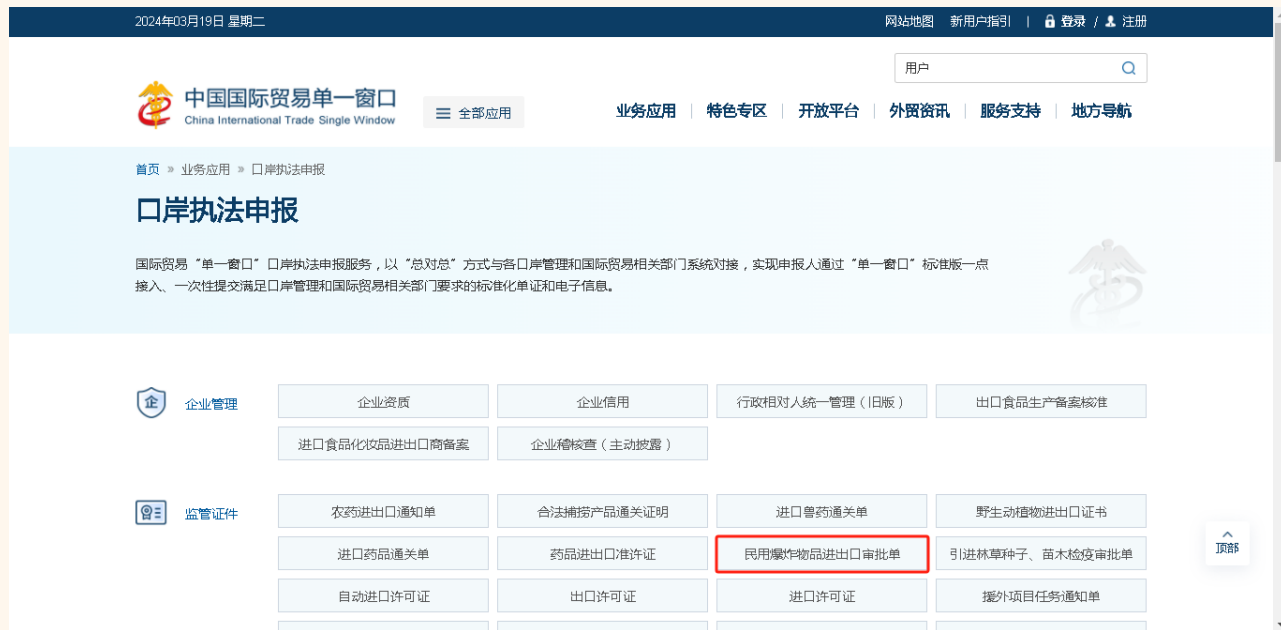 2024年03月19日 星期二
网站地图 新用户指引 | 登录 / 注册
用户
中国国际贸易单一窗口
China International Trade Single Window
全部应用
业务应用 | 特色专区 | 开放平台 | 外贸资讯 | 服务支持 | 地方导航
首页 » 业务应用 » 口岸执法申报
口岸执法申报
国际贸易“单一窗口”口岸执法申报服务，以“总对总”方式与各口岸管理和国际贸易相关部门系统对接，实现申报人通过“单一窗口”标准版一点
接入、一次性提交满足口岸管理和国际贸易相关部门要求的标准化单证和电子信息。
企 企业管理 企业资质 企业信用 行政相对人统一管理（旧版） 出口食品生产备案核准
进口食品化妆品进出口商备案 企业稽核查（主动披露）
监管证件 农药进出口通知单 合法捕捞产品通关证明 进口兽药通关单 野生动植物进出口证书
进口药品通关单 药品进出口准许证 民用爆炸物品进出口审批单 引进林草种子、苗木检疫审批单
顶部
自动进口许可证 出口许可证 进口许可证 援外项目任务通知单